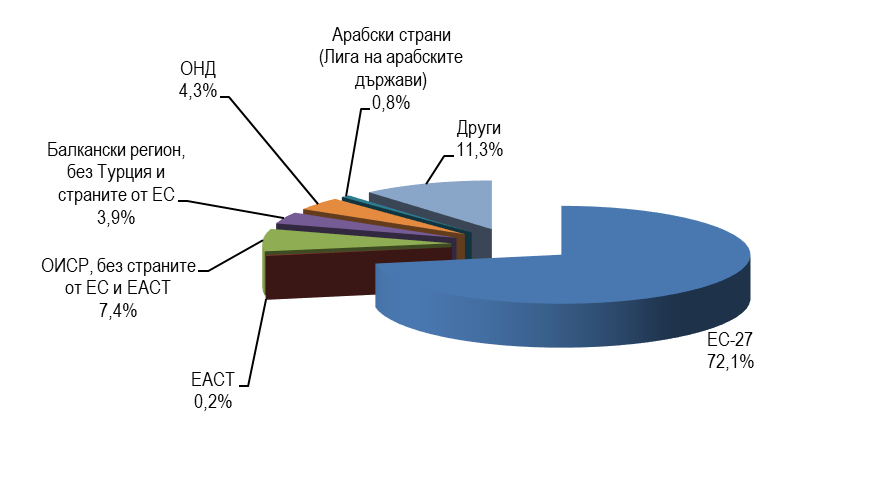 Арабски страни
(Лига на арабските
държави)
0,8%
ОНД
4,3%
Други
11,3%
Балкански регион,
без Турция и
страните от ЕС
3,9%
ОИСР, без страните
от ЕС и ЕАСТ
7,4%
ЕАСТ
0,2%
ЕС-27
72,1%